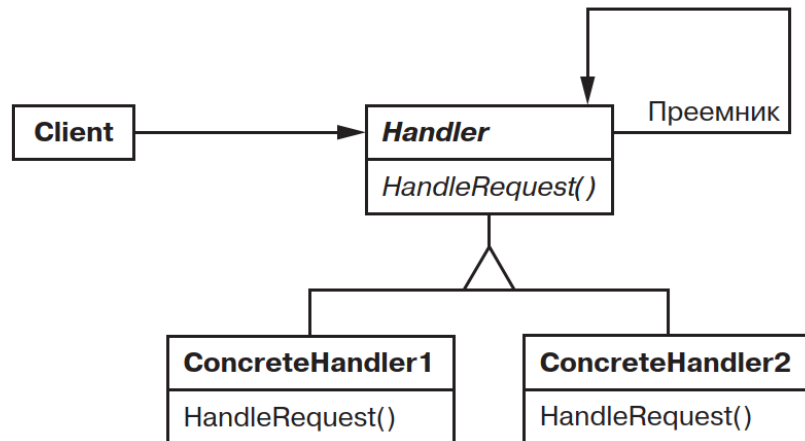 Client
Handler
Преемник
HandleRequest()
ConcreteHandler1
HandleRequest()
ConcreteHandler2
HandleRequest()